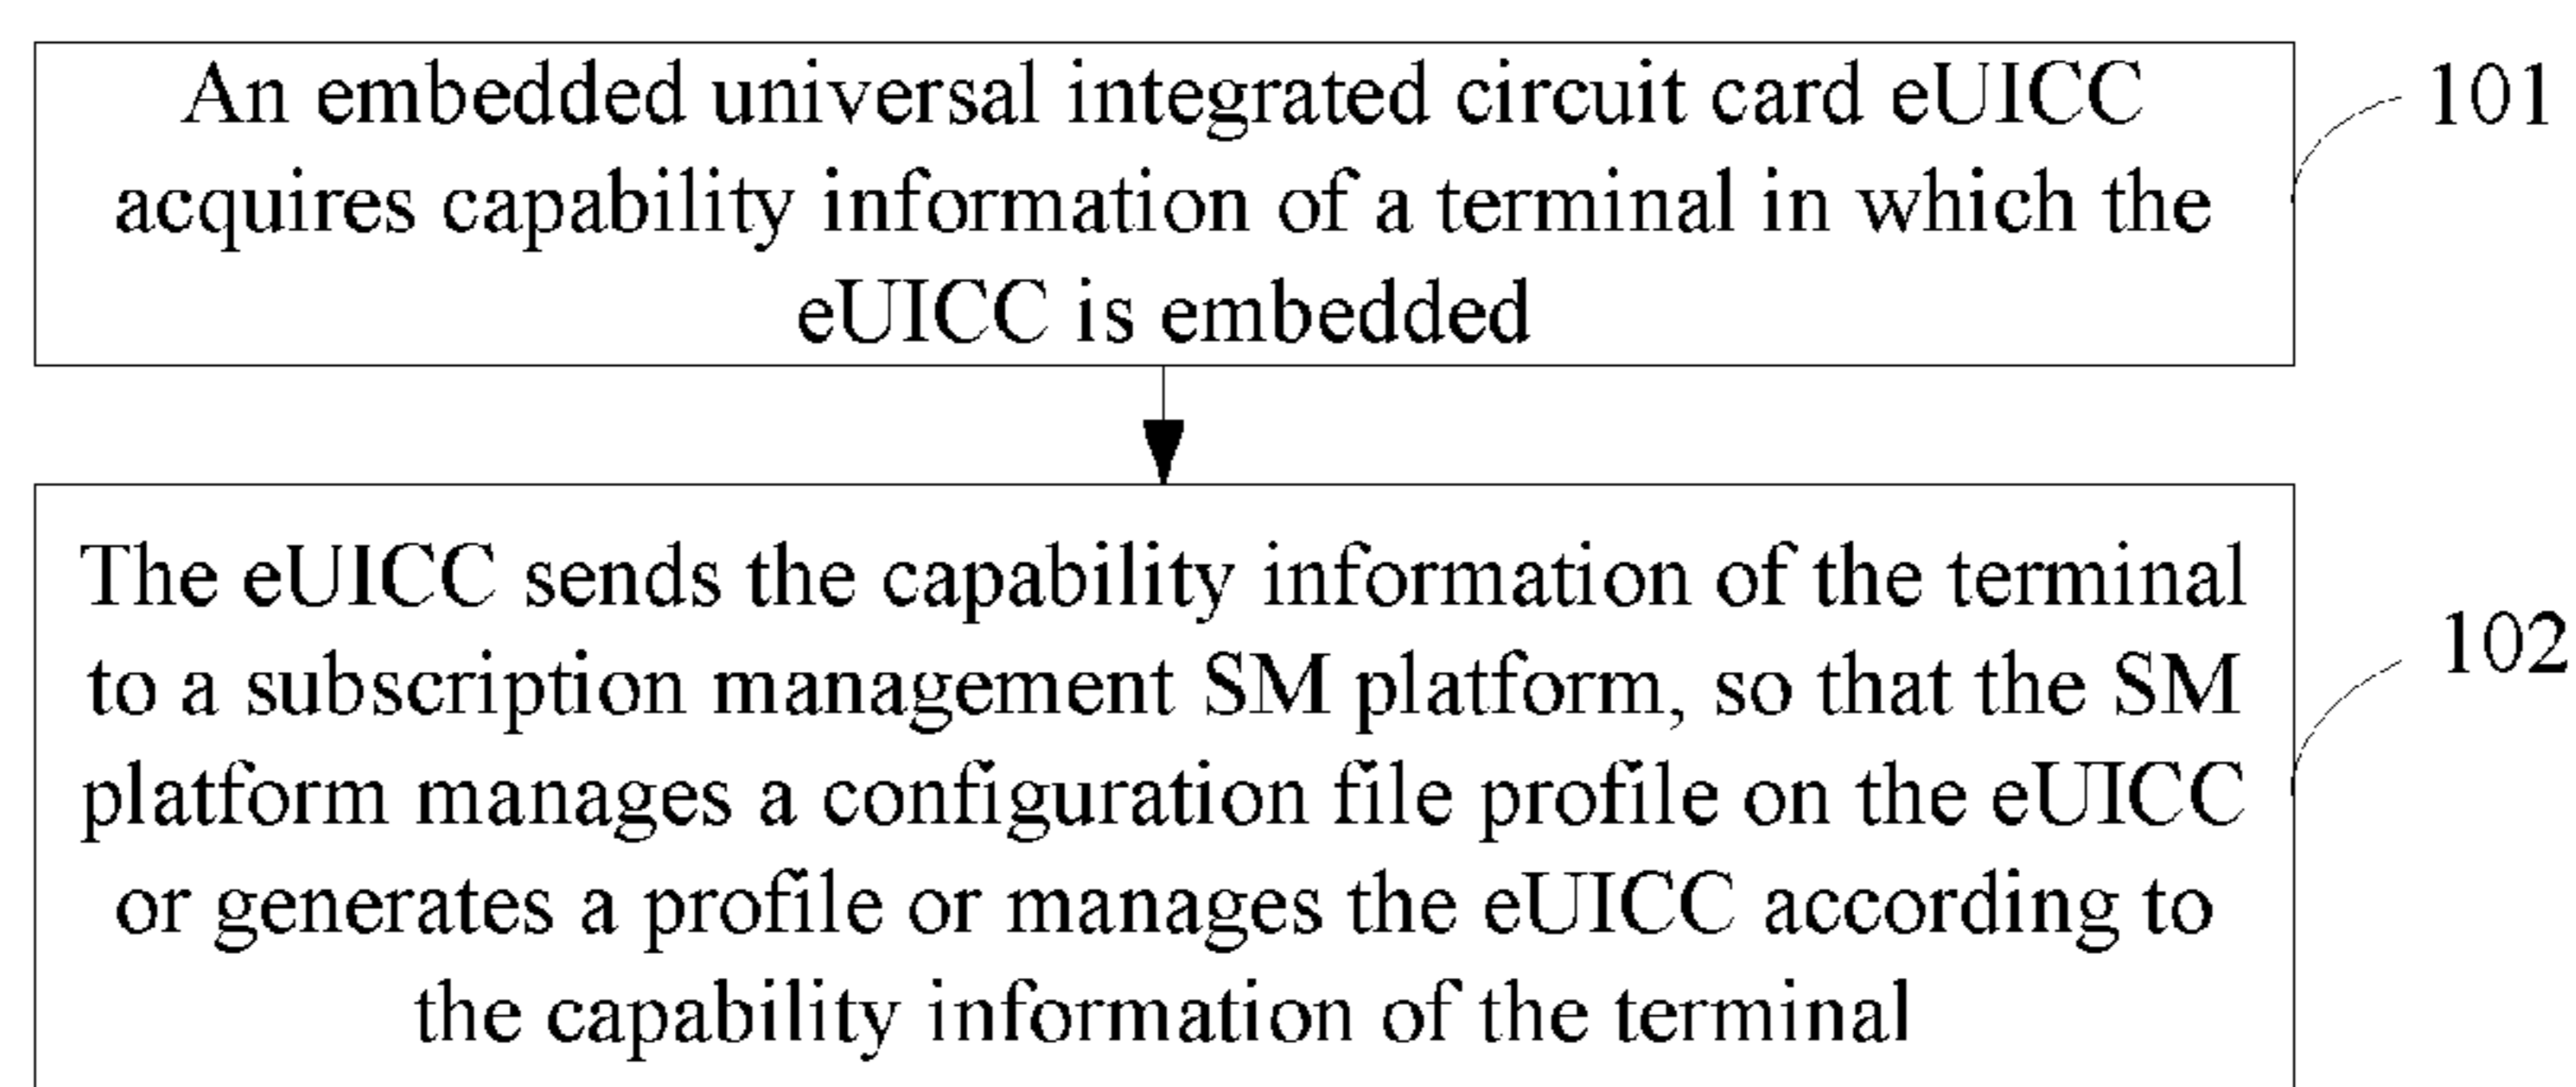 An embedded universal integrated circuit card eUICC
acquires capability information of a terminal in which the
eUICC is embedded
101
The eUICC sends the capability information of the terminal
to a subscription management SM platform, so that the SM
platform manages a configuration file profile on the eUICC
or generates a profile or manages the eUICC according to
the capability information of the terminal
102